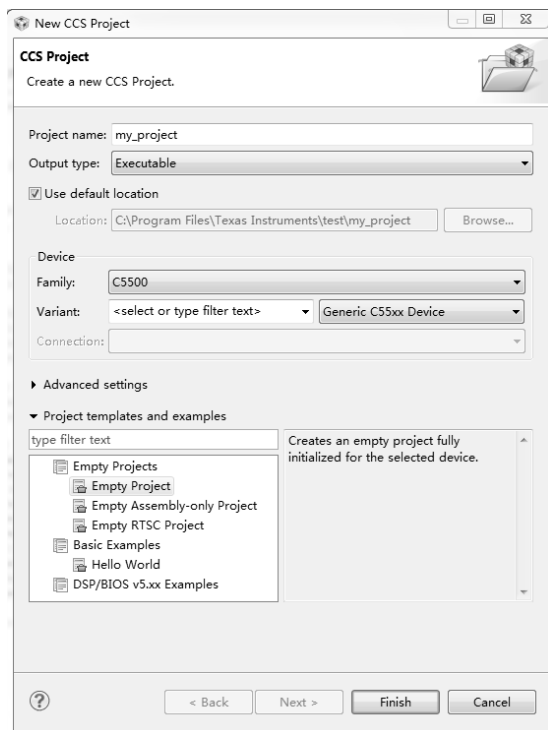 New CCS Project
CCS Project
Create a new CCS Project.
Project name: my_project
Output type: Executable
Use default location
Location: C:\Program Files\Texas Instruments\test\my_project Browse...
Device
Family: C5500
Variant: <select or type filter text> Generic C55xx Device
Connection:
Advanced settings
Project templates and examples
type filter text
Empty Projects
Empty Project
Empty Assembly-only Project
Empty RTSC Project
Basic Examples
Hello World
DSP/BIOS v5.xx Examples
Creates an empty project fully
initialized for the selected device.
? < Back Next > Finish Cancel